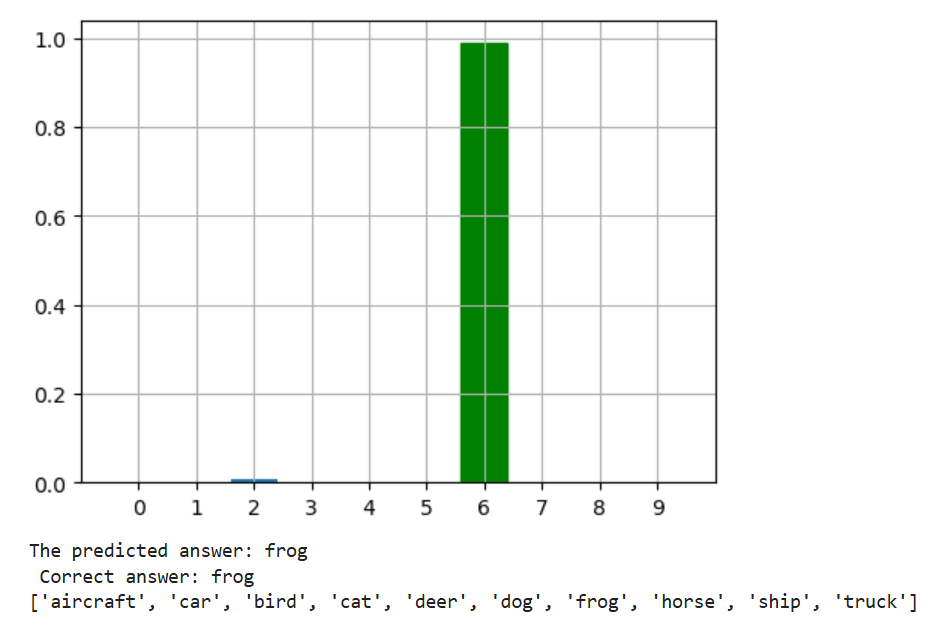 1.0
0.8
0.6
0.4
0.2
0.0
0 1 2 3 4 5 6 7 8 9
The predicted answer: frog
Correct answer: frog
['aircraft', 'car', 'bird', 'cat', 'deer', 'dog', 'frog', 'horse', 'ship', 'truck']